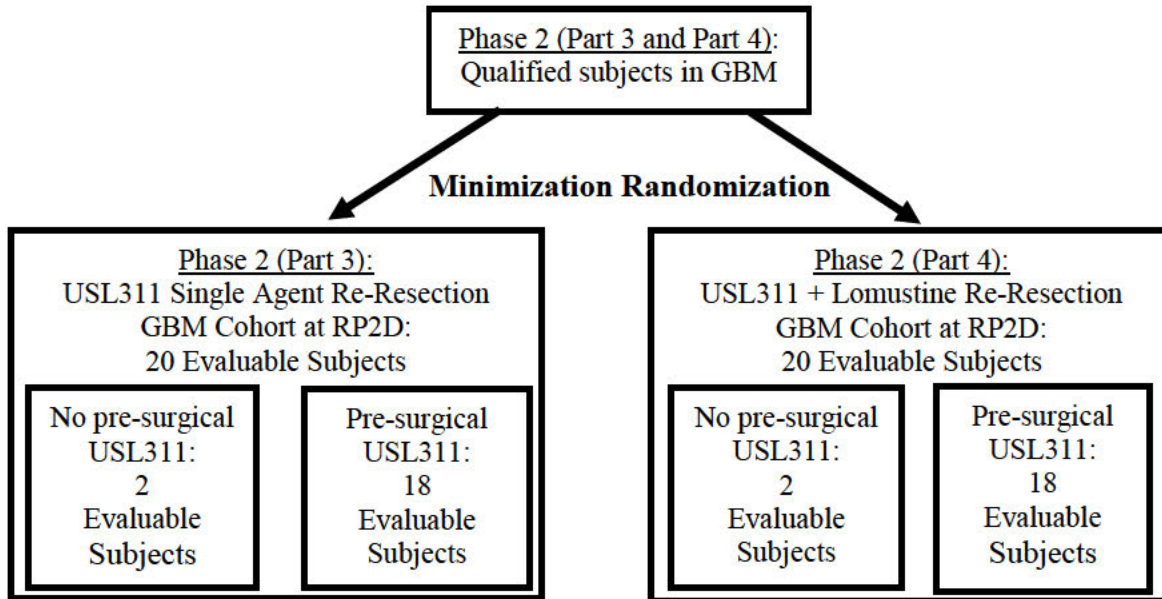 Phase 2 (Part 3 and Part 4):
Qualified subjects in GBM
Minimization Randomization
Phase 2 (Part 3):
USL311 Single Agent Re-Resection
GBM Cohort at RP2D:
20 Evaluable Subjects
No pre-surgical
USL311:
2
Evaluable
Subjects
Pre-surgical
USL311:
18
Evaluable
Subjects
Phase 2 (Part 4):
USL311 + Lomustine Re-Resection
GBM Cohort at RP2D:
20 Evaluable Subjects
No pre-surgical
USL311:
2
Evaluable
Subjects
Pre-surgical
USL311:
18
Evaluable
Subjects